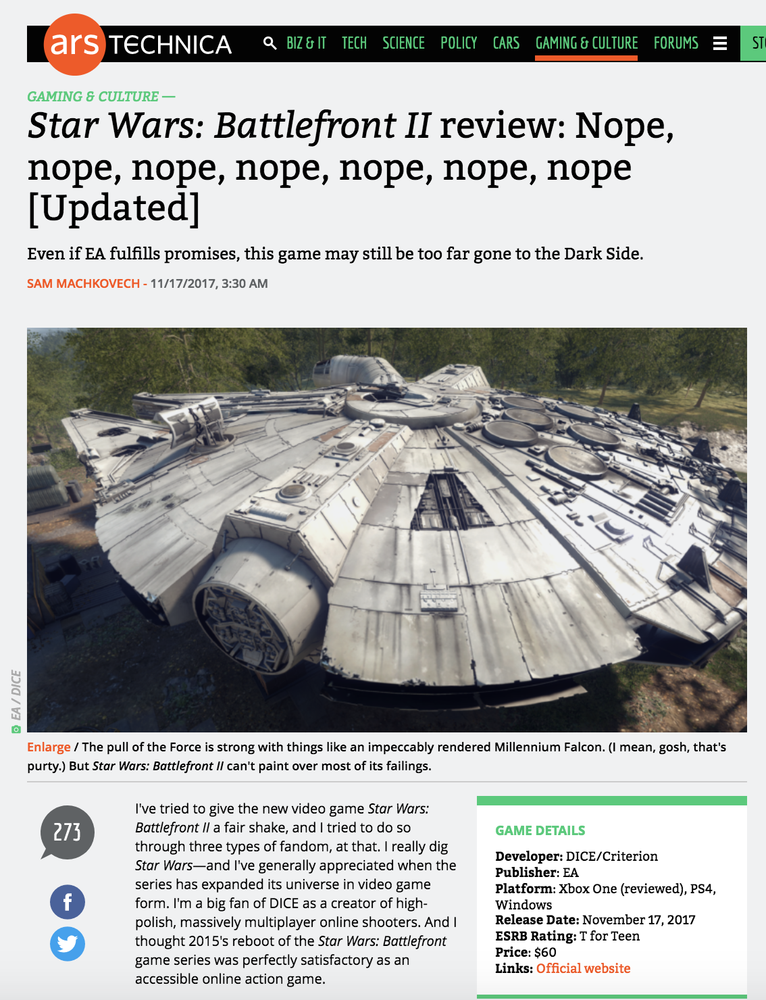 ars TECHNICA
BIZ & IT TECH SCIENCE POLICY CARS GAMING & CULTURE FORUMS
GAMING & CULTURE —
Star Wars: Battlefront II review: Nope,
nope, nope, nope, nope, nope, nope
[Updated]
Even if EA fulfills promises, this game may still be too far gone to the Dark Side.
SAM MACHKOVECH - 11/17/2017, 3:30 AM
EA / DICE
Enlarge / The pull of the Force is strong with things like an impeccably rendered Millennium Falcon. (I mean, gosh, that's
purty.) But Star Wars: Battlefront II can't paint over most of its failings.
273
I've tried to give the new video game Star Wars:
Battlefront II a fair shake, and I tried to do so
through three types of fandom, at that. I really dig
Star Wars—and I've generally appreciated when the
series has expanded its universe in video game
form. I'm a big fan of DICE as a creator of high-
polish, massively multiplayer online shooters. And I
thought 2015's reboot of the Star Wars: Battlefront
game series was perfectly satisfactory as an
accessible online action game.
GAME DETAILS
Developer: DICE/Criterion
Publisher: EA
Platform: Xbox One (reviewed), PS4,
Windows
Release Date: November 17, 2017
ESRB Rating: T for Teen
Price: $60
Links: Official website